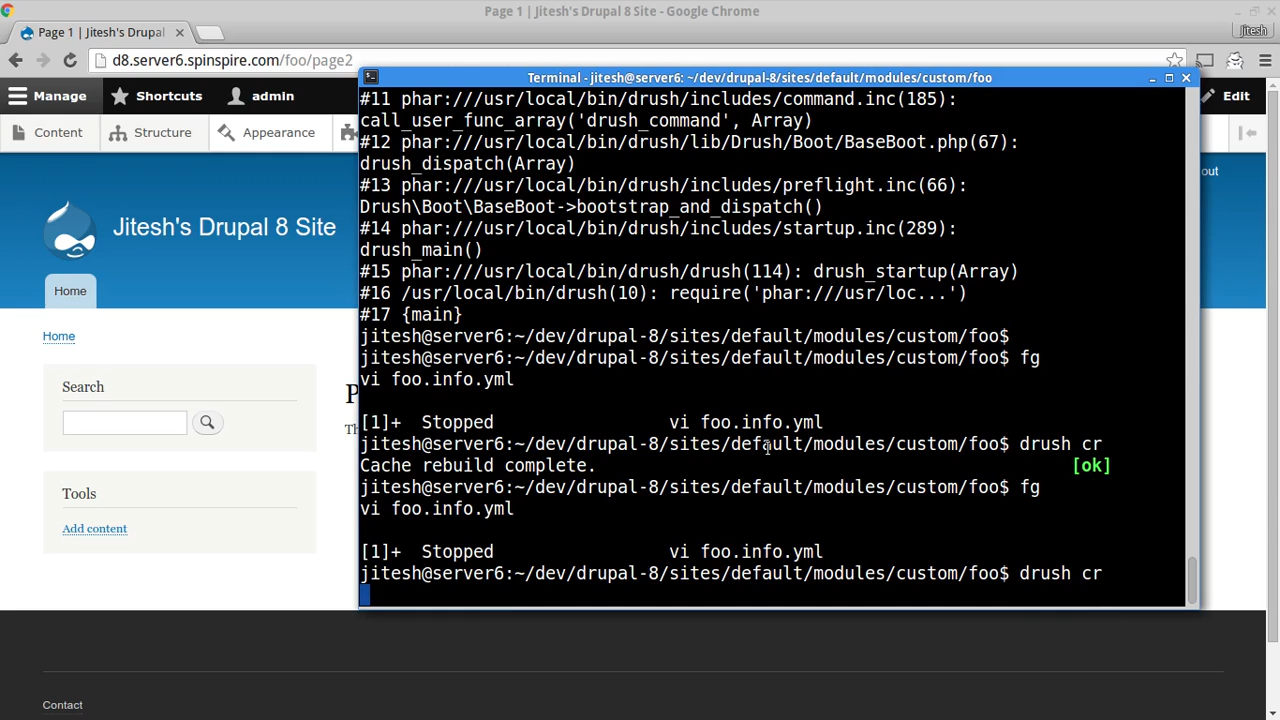 Page 1 | Jitesh's Drupal 8 Site - Google Chrome
Page 1 | Jitesh's Drupal
jitesh
d8.server6.spinspire.com/foo/page2
Manage
Shortcuts
admin
Edit
Content
Structure
Appearance
out
Jitesh's Drupal 8 Site
Home
Home
Search
P
Th
Tools
Add content
Contact
Terminal - jitesh@server6: ~/dev/drupal-8/sites/default/modules/custom/foo
#11 phar:///usr/local/bin/drush/includes/command.inc(185):
call_user_func_array('drush_command', Array)
#12 phar:///usr/local/bin/drush/lib/Drush/Boot/BaseBoot.php(67):
drush_dispatch(Array)
#13 phar:///usr/local/bin/drush/includes/preflight.inc(66):
Drush\Boot\BaseBoot->bootstrap_and_dispatch()
#14 phar:///usr/local/bin/drush/includes/startup.inc(289):
drush_main()
#15 phar:///usr/local/bin/drush/drush(114): drush_startup(Array)
#16 /usr/local/bin/drush(10): require('phar:///usr/loc...')
#17 {main}
jitesh@server6:~/dev/drupal-8/sites/default/modules/custom/foo$
jitesh@server6:~/dev/drupal-8/sites/default/modules/custom/foo$ fg
vi foo.info.yml
[1]+ Stopped vi foo.info.yml
jitesh@server6:~/dev/drupal-8/sites/default/modules/custom/foo$ drush cr
Cache rebuild complete. [ok]
jitesh@server6:~/dev/drupal-8/sites/default/modules/custom/foo$ fg
vi foo.info.yml
[1]+ Stopped vi foo.info.yml
jitesh@server6:~/dev/drupal-8/sites/default/modules/custom/foo$ drush cr